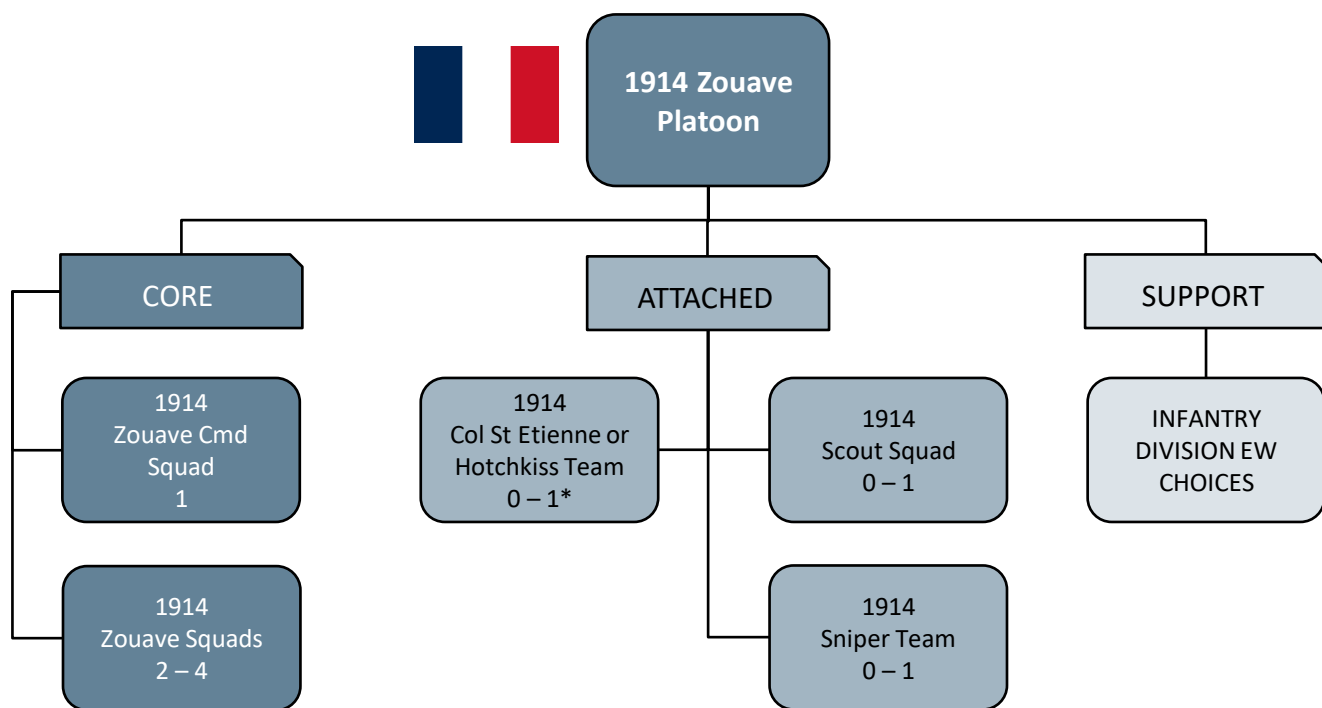 1914 Zouave
Platoon
CORE
ATTACHED
SUPPORT
1914
Zouave Cmd
Squad
1
1914
Col St Etienne or
Hotchkiss Team
0 – 1*
1914
Scout Squad
0 – 1
INFANTRY
DIVISION EW
CHOICES
1914
Zouave Squads
2 – 4
1914
Sniper Team
0 – 1